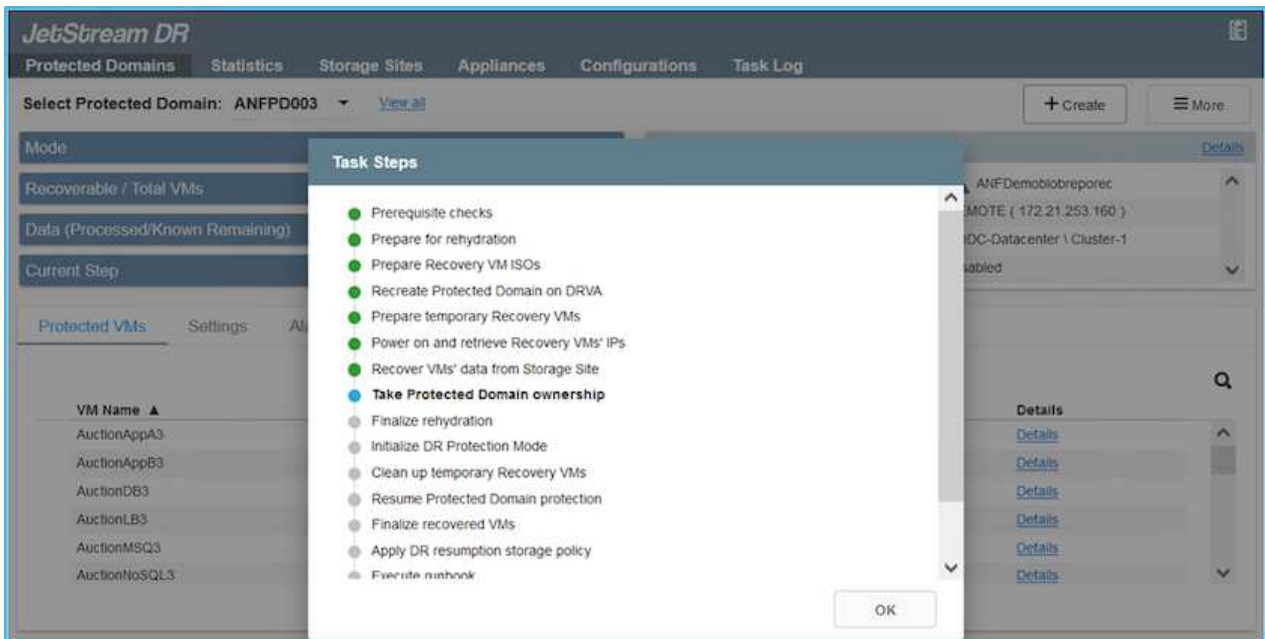 JetStream DR
Protected Domains Statistics Storage Sites Appliances Configurations Task Log
Select Protected Domain: ANFPD003 View all + Create More
Mode Details
Recoverable / Total VMs
Data (Processed/Known Remaining)
Current Step
ANFDemoblobreporec
MOTE ( 172.21.253.160 )
DC-Datacenter \ Cluster-1
abled
Protected VMs Settings Al
VM Name ▲ Details
AuctionAppA3 Details
AuctionAppB3 Details
AuctionDB3 Details
AuctionLB3 Details
AuctionMSQ3 Details
AuctionNoSQL3 Details
Task Steps
Prerequisite checks
Prepare for rehydration
Prepare Recovery VM ISOs
Recreate Protected Domain on DRVA
Prepare temporary Recovery VMs
Power on and retrieve Recovery VMs' IPs
Recover VMs' data from Storage Site
Take Protected Domain ownership
Finalize rehydration
Initialize DR Protection Mode
Clean up temporary Recovery VMs
Resume Protected Domain protection
Finalize recovered VMs
Apply DR resumption storage policy
Execute runbook
OK